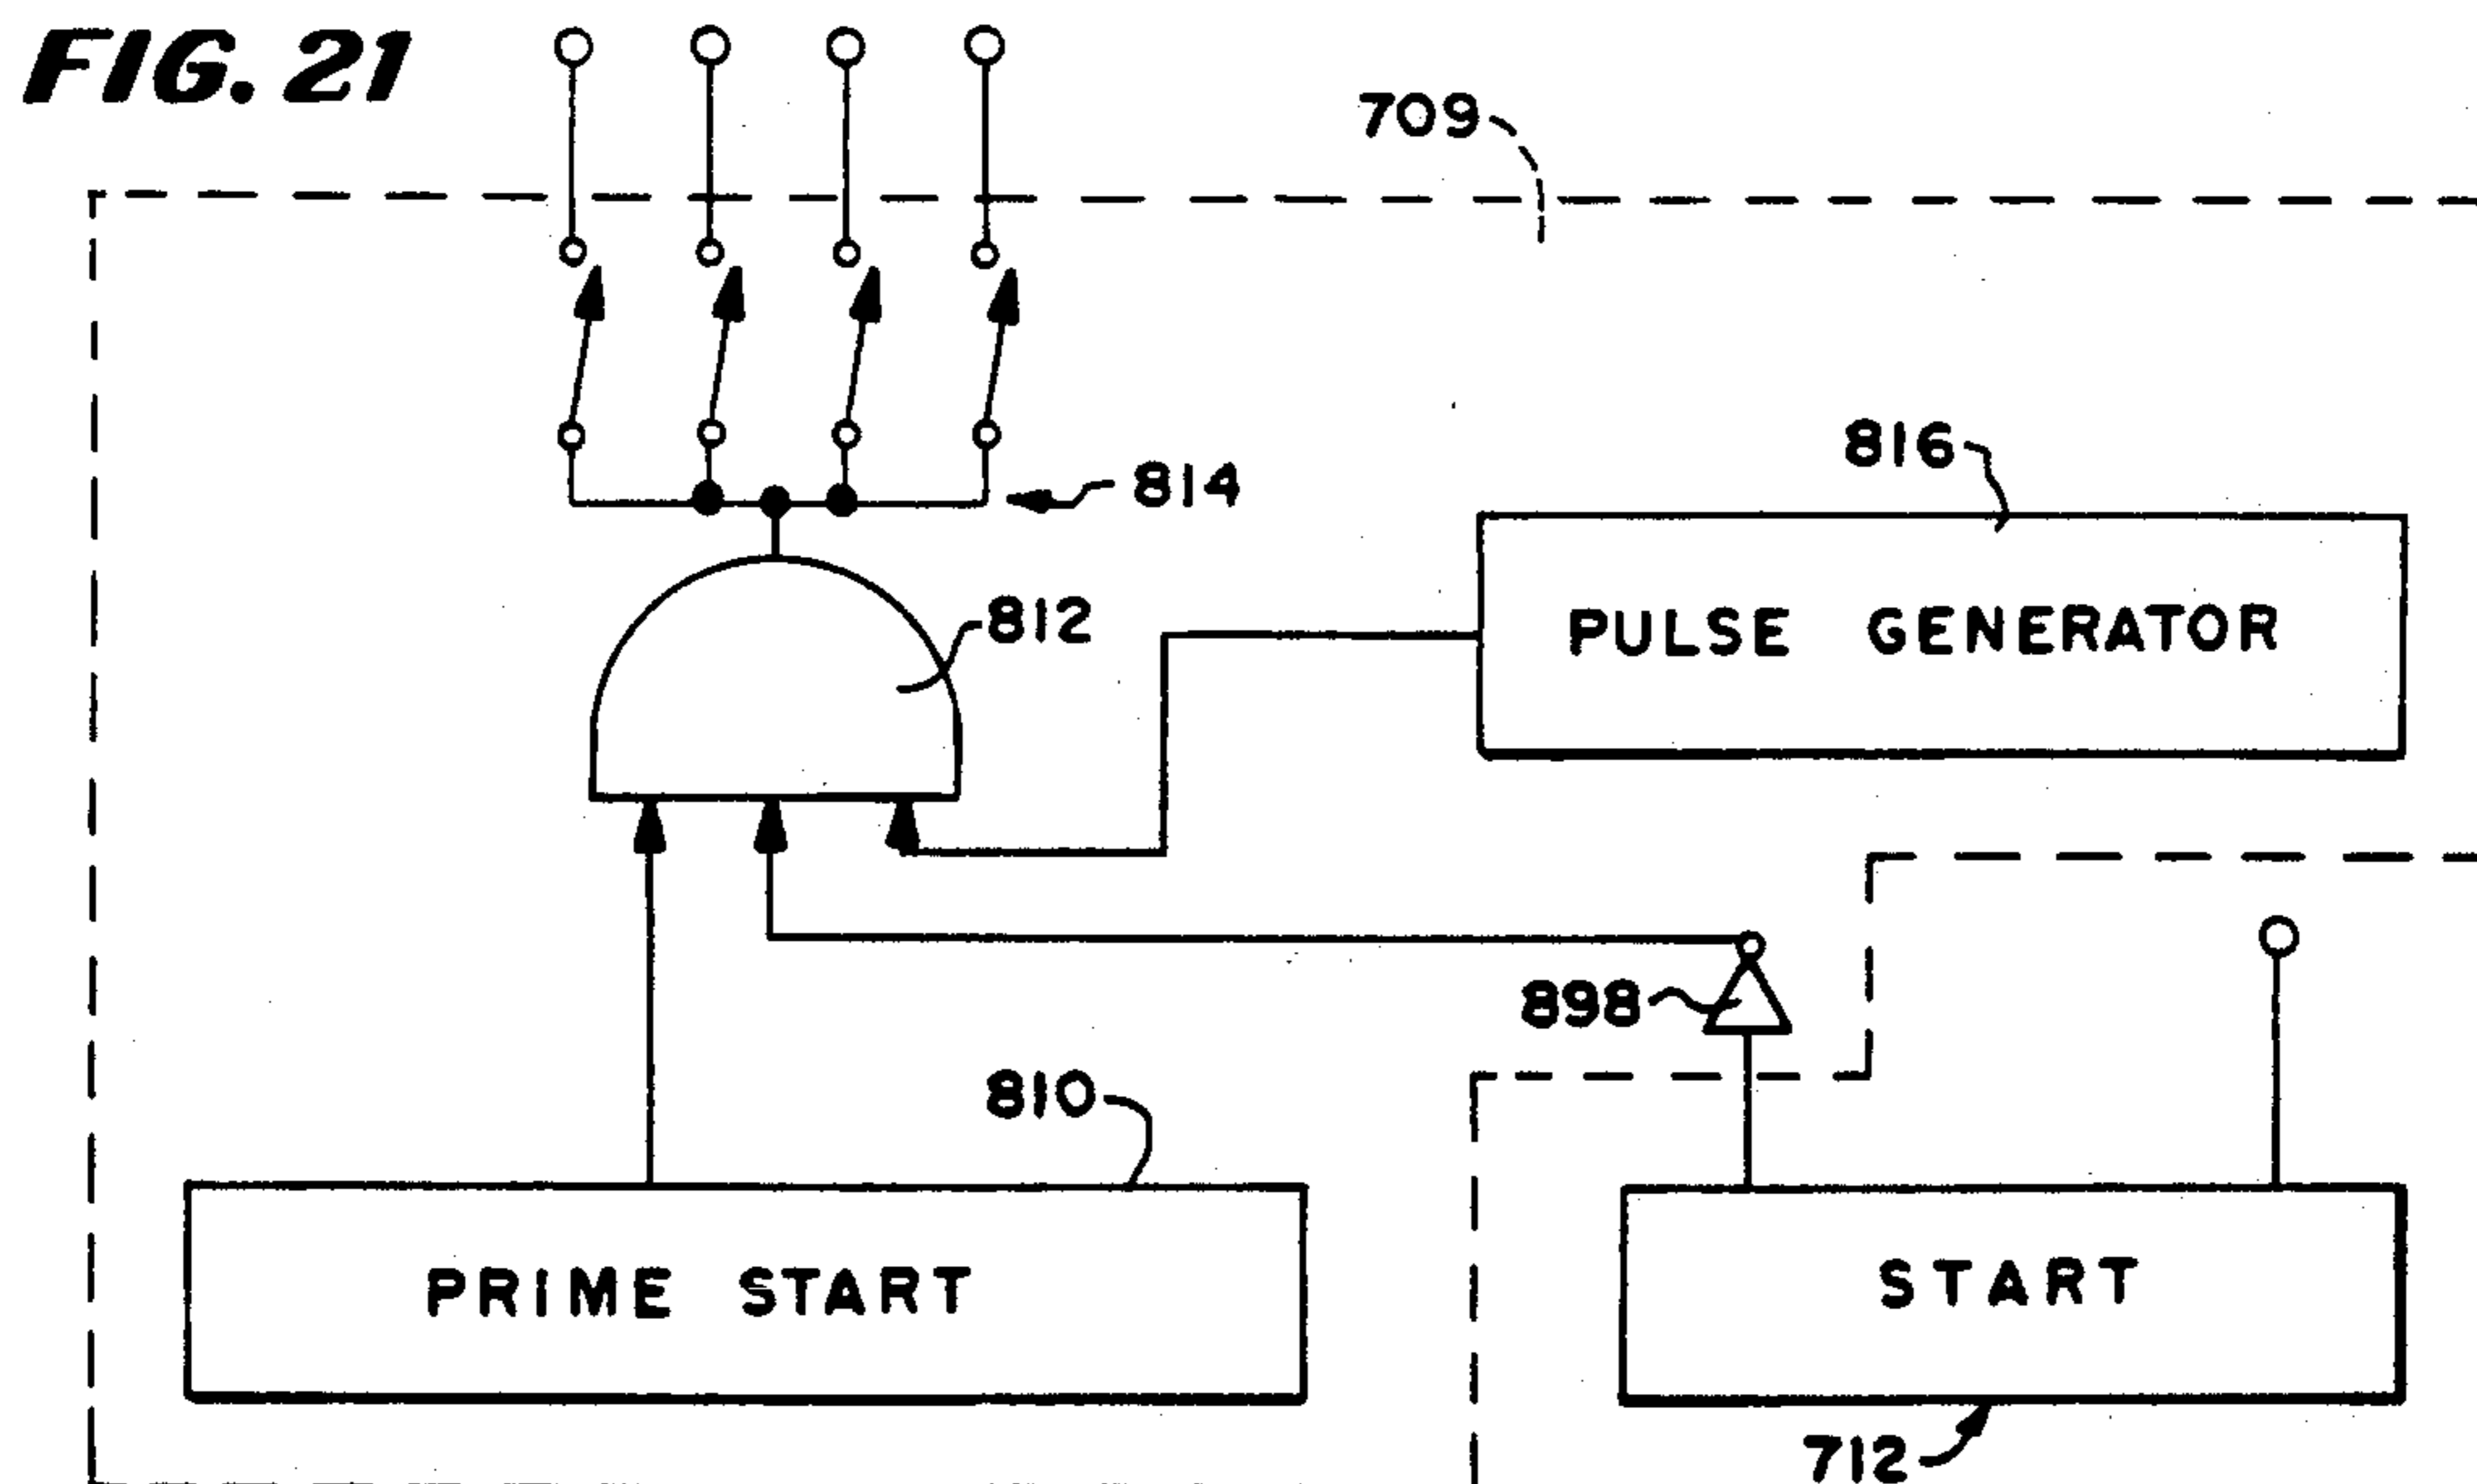 FIG. 21
709
814
816
812
PULSE GENERATOR
898
810
PRIME START
START
712